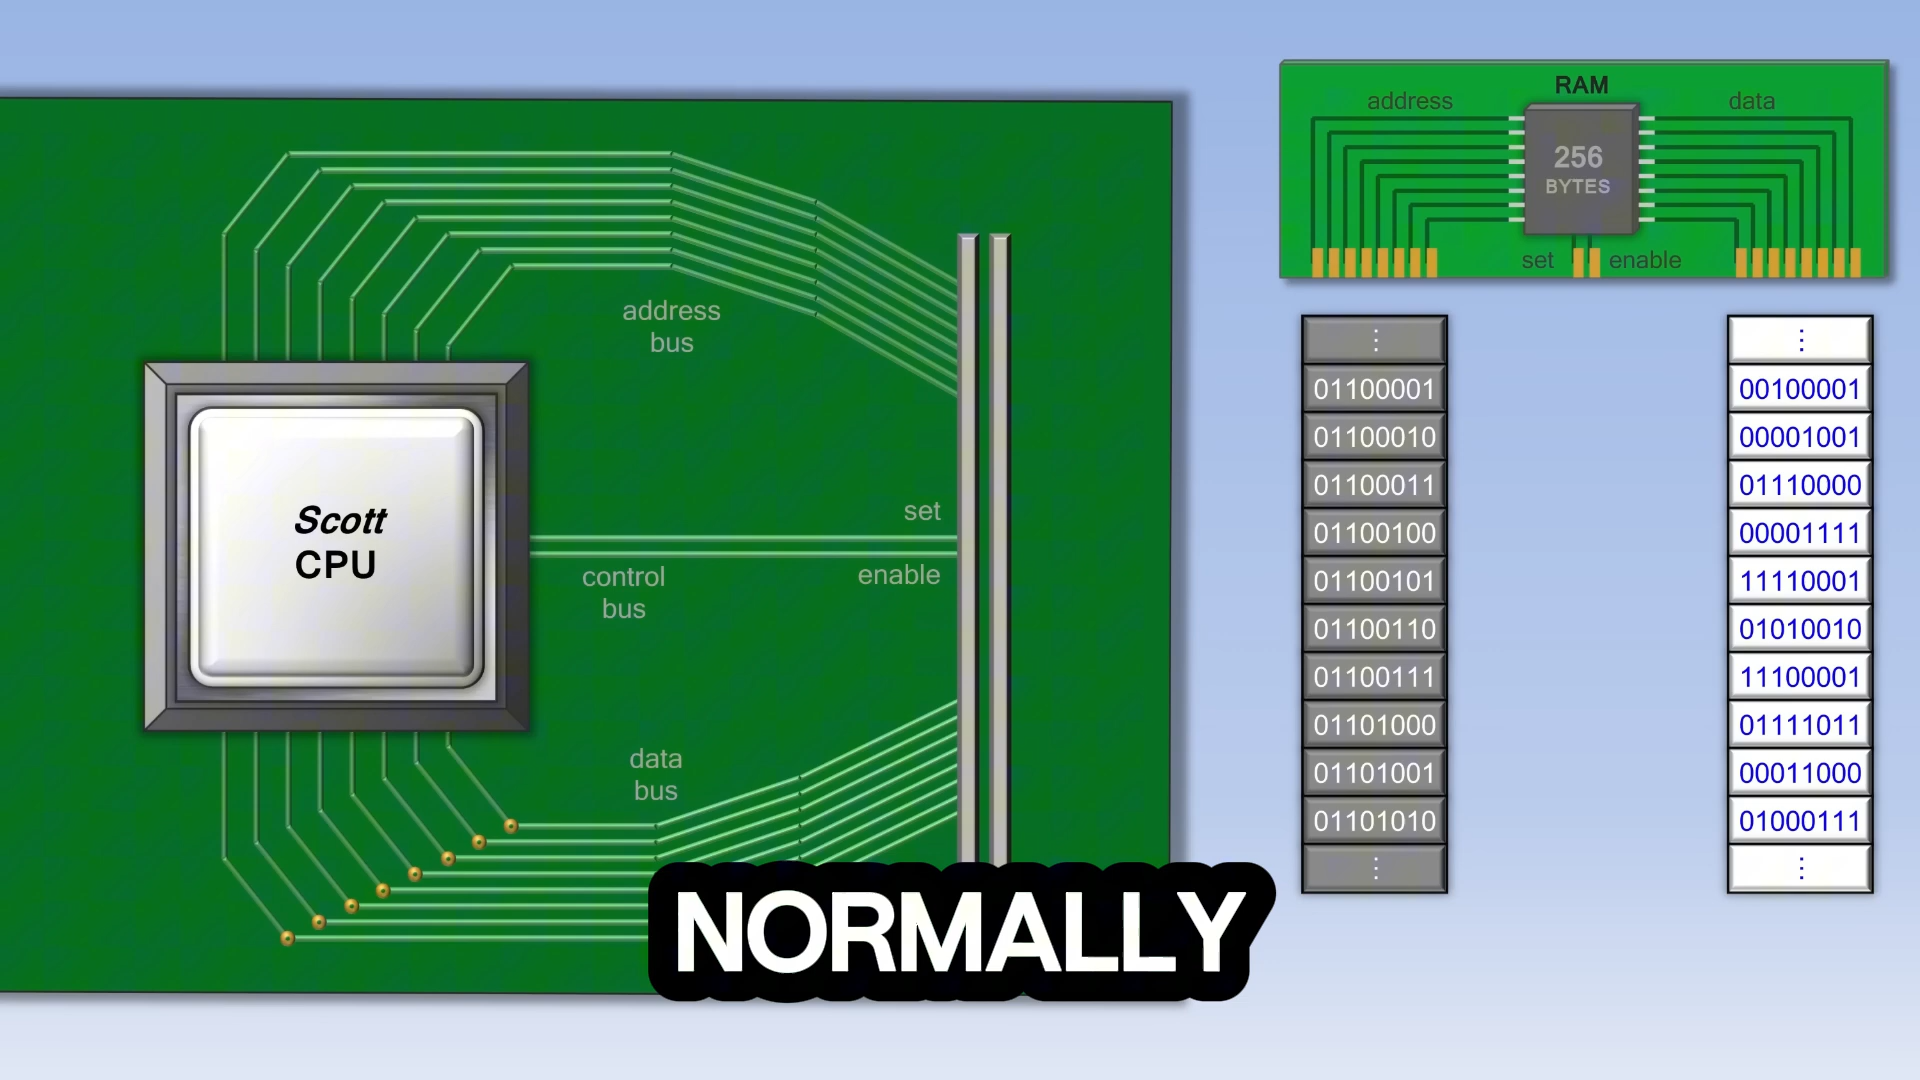 RAM
address
data
256
BYTES
set
enable
address
bus
Scott
CPU
set
control
bus
enable
data
bus
⋮
01100001
01100010
01100011
01100100
01100101
01100110
01100111
01101000
01101001
01101010
⋮
⋮
00100001
00001001
01110000
00001111
11110001
01010010
11100001
01111011
00011000
01000111
⋮
NORMALLY